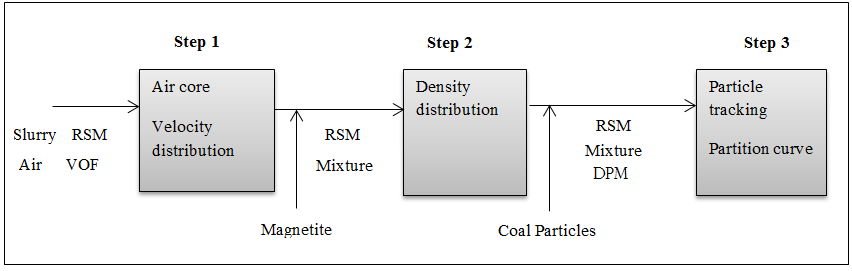 Step 1
Step 2
Step 3
Slurry RSM
Air VOF
Air core
Velocity
distribution
RSM
Mixture
Magnetite
Density
distribution
RSM
Mixture
DPM
Coal Particles
Particle
tracking
Partition curve